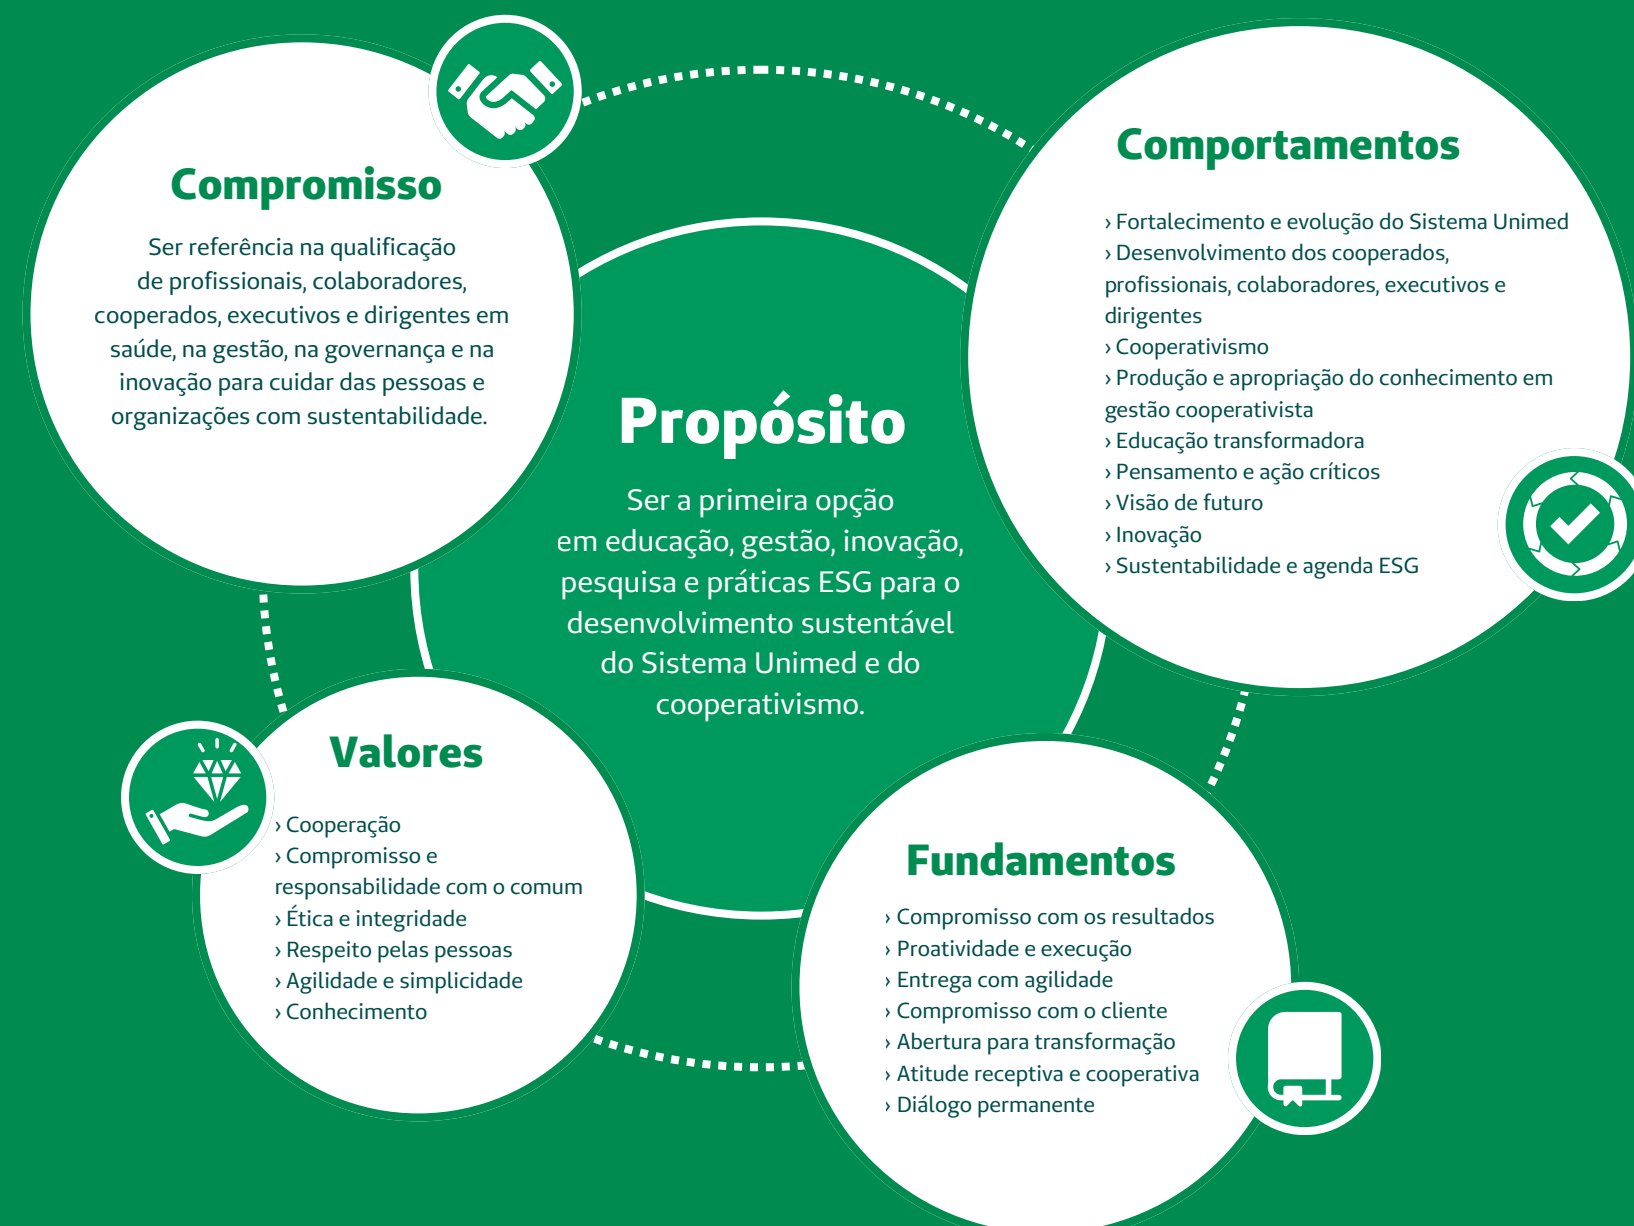 Compromisso
Ser referência na qualificação
de profissionais, colaboradores,
cooperados, executivos e dirigentes em
saúde, na gestão, na governança e na
inovação para cuidar das pessoas e
organizações com sustentabilidade.
Propósito
Ser a primeira opção
em educação, gestão, inovação,
pesquisa e práticas ESG para o
desenvolvimento sustentável
do Sistema Unimed e do
cooperativismo.
Comportamentos
› Fortalecimento e evolução do Sistema Unimed
› Desenvolvimento dos cooperados,
profissionais, colaboradores, executivos e
dirigentes
› Cooperativismo
› Produção e apropriação do conhecimento em
gestão cooperativista
› Educação transformadora
› Pensamento e ação críticos
› Visão de futuro
› Inovação
› Sustentabilidade e agenda ESG
Valores
› Cooperação
› Compromisso e
responsabilidade com o comum
› Ética e integridade
› Respeito pelas pessoas
› Agilidade e simplicidade
› Conhecimento
Fundamentos
› Compromisso com os resultados
› Proatividade e execução
› Entrega com agilidade
› Compromisso com o cliente
› Abertura para transformação
› Atitude receptiva e cooperativa
› Diálogo permanente